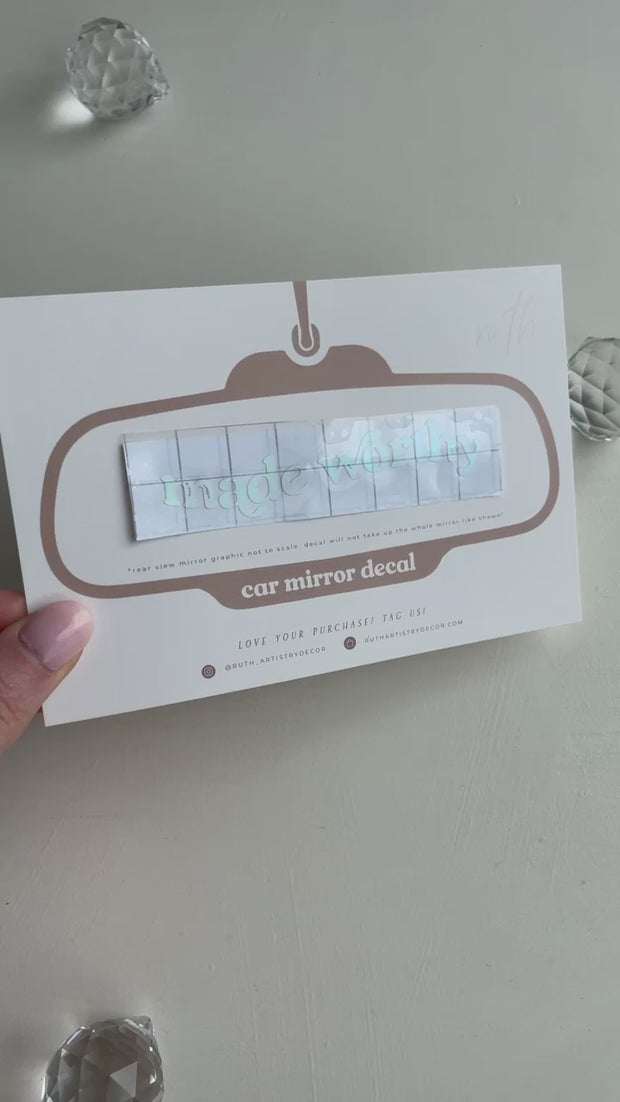 ruth
made worthy
*rear view mirror graphic not to scale. decal will not take up the whole mirror like shown*
car mirror decal
LOVE YOUR PURCHASE? TAG US!
@RUTH_ARTISTRYDECOR RUTHARTISTRYDECOR.COM